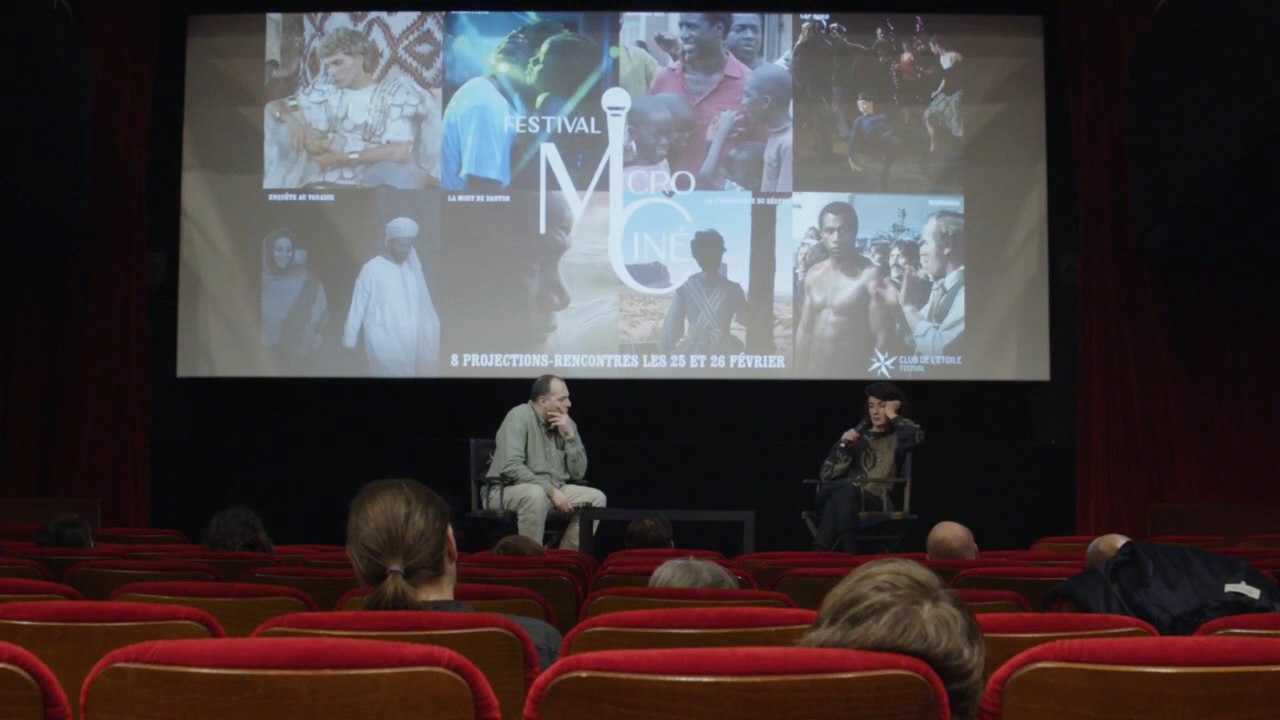 FESTIVAL
MICRO
CINÉ
ENQUÊTE AU PARADIS
LA MORT DE DANTON
8 PROJECTIONS-RENCONTRES LES 25 ET 26 FÉVRIER
CLUB DE L'ETOILE
FESTIVAL